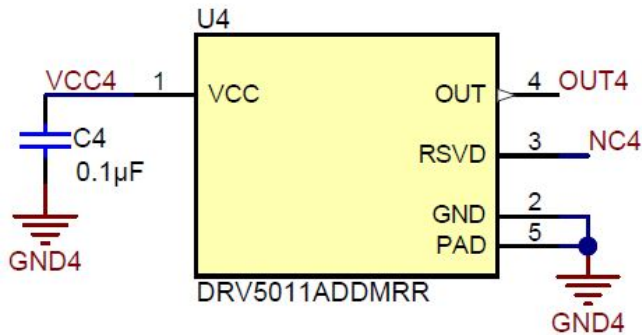 U4
VCC4
1
VCC
OUT
4
OUT4
C4
0.1µF
RSVD
3
NC4
GND
2
PAD
5
GND4
DRV5011ADDMRR
GND4